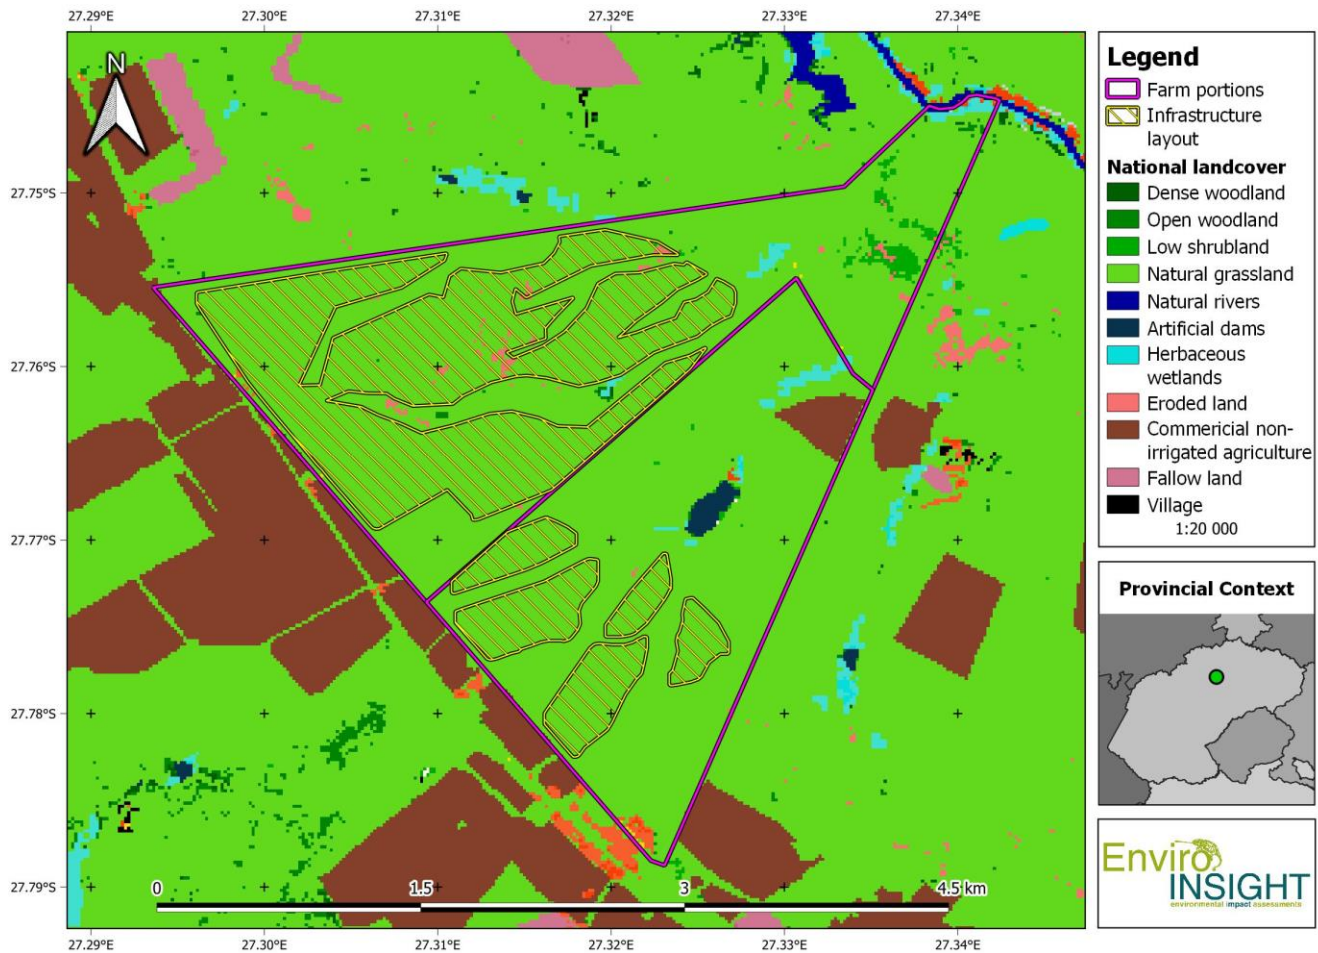 27.29°E 27.30°E 27.31°E 27.32°E 27.33°E 27.34°E
N
27.75°S
27.76°S
27.77°S
27.78°S
27.79°S
0 1.5 3 4.5 km
27.29°E 27.30°E 27.31°E 27.32°E 27.33°E 27.34°E
Legend
Farm portions
Infrastructure
layout
National landcover
Dense woodland
Open woodland
Low shrubland
Natural grassland
Natural rivers
Artificial dams
Herbaceous
wetlands
Eroded land
Commericial non-
irrigated agriculture
Fallow land
Village
1:20 000
Provincial Context
Enviro
INSIGHT
environmental impact assessments